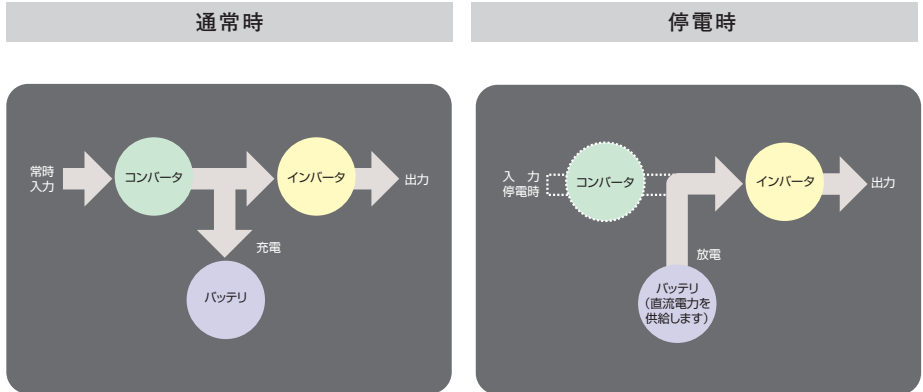 通常時
停電時
常時
入力
コンバータ
インバータ
出力
充電
バッテリ
入 力
停電時
コンバータ
インバータ
出力
放電
バッテリ
（直流電力を
供給します）